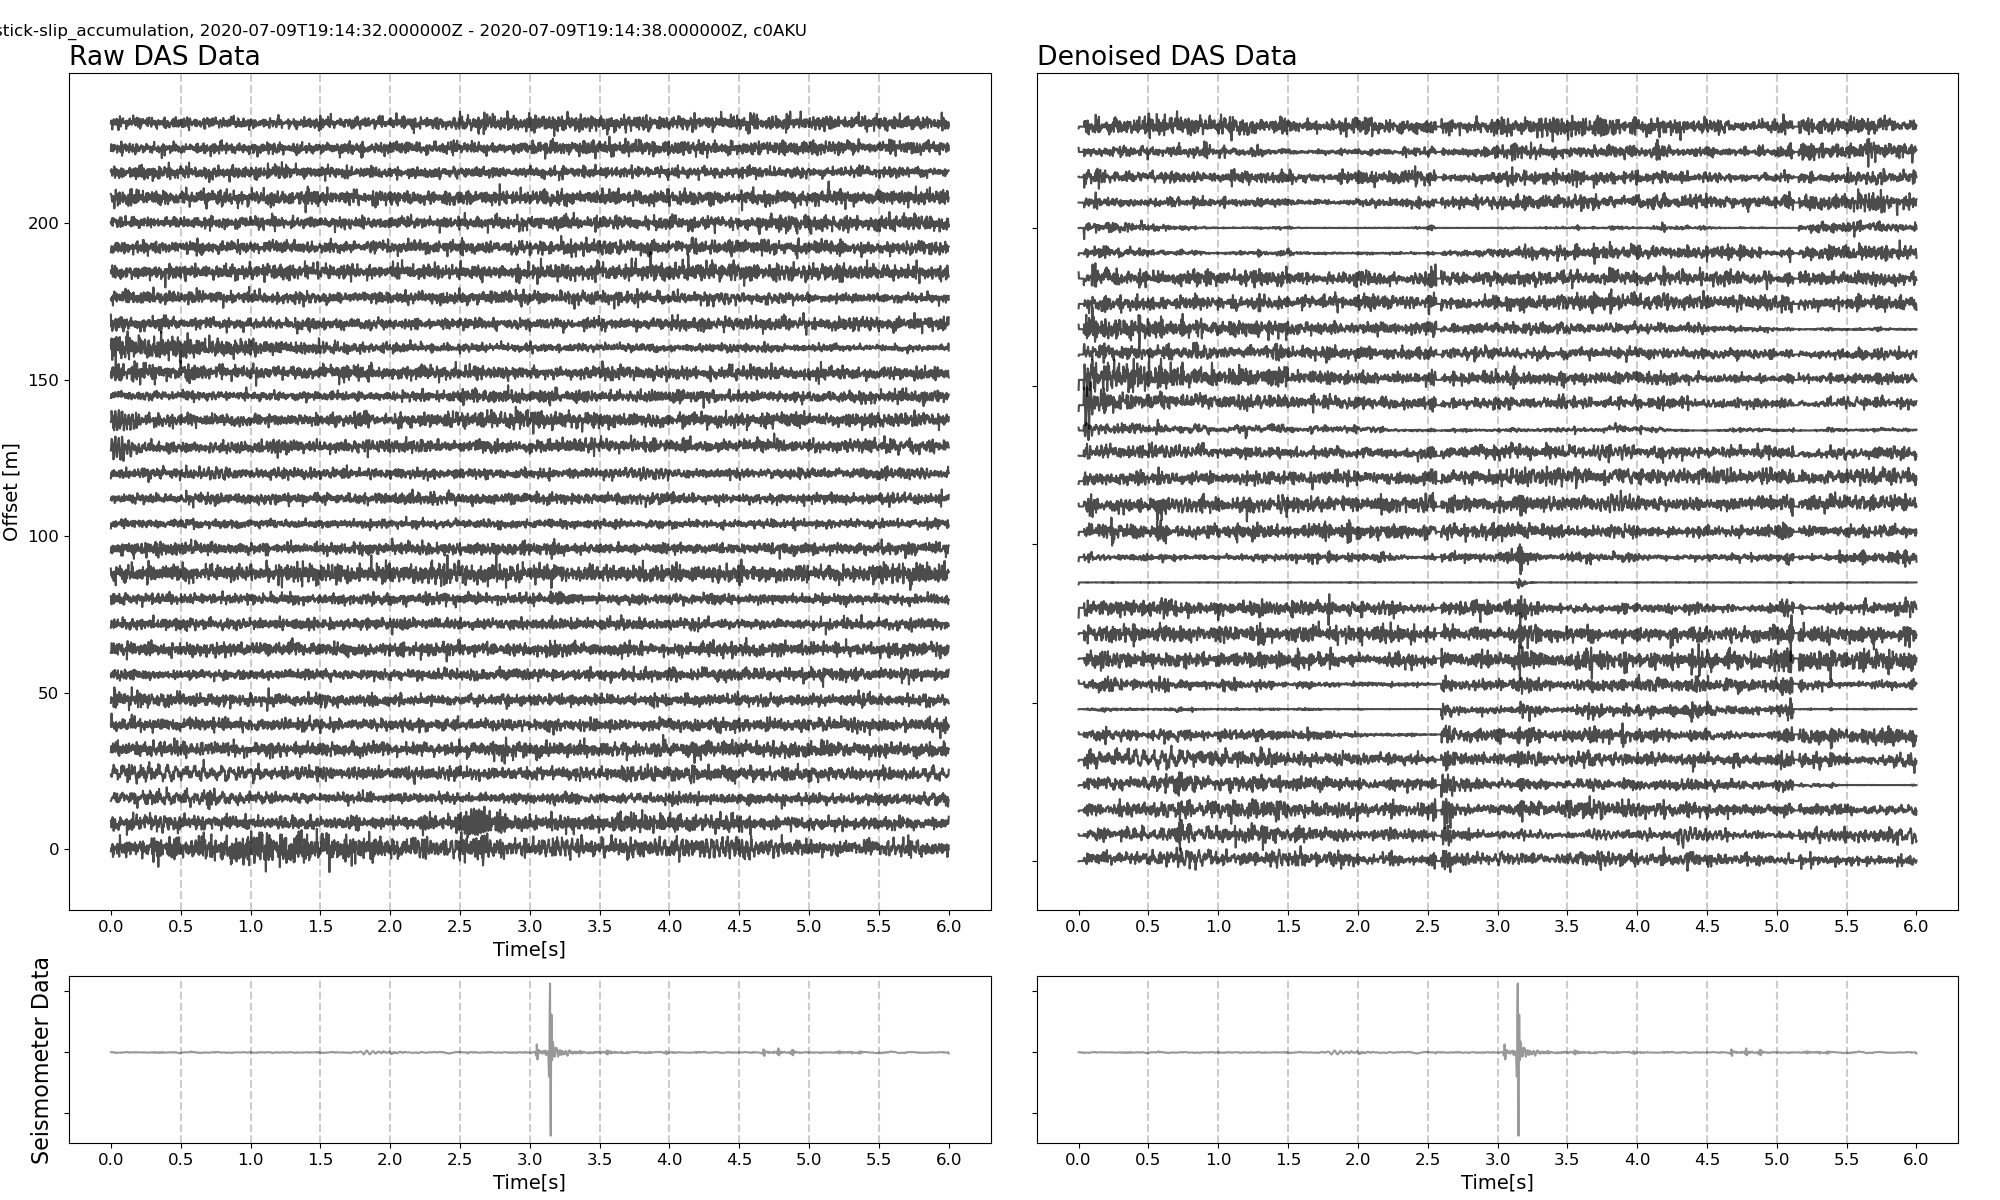 stick-slip_accumulation, 2020-07-09T19:14:32.000000Z - 2020-07-09T19:14:38.000000Z, c0AKU
Raw DAS Data
Denoised DAS Data
Offset [m]
200
150
100
50
0
0.0 0.5 1.0 1.5 2.0 2.5 3.0 3.5 4.0 4.5 5.0 5.5 6.0
Time[s]
0.0 0.5 1.0 1.5 2.0 2.5 3.0 3.5 4.0 4.5 5.0 5.5 6.0
Seismometer Data
0.0 0.5 1.0 1.5 2.0 2.5 3.0 3.5 4.0 4.5 5.0 5.5 6.0
Time[s]
0.0 0.5 1.0 1.5 2.0 2.5 3.0 3.5 4.0 4.5 5.0 5.5 6.0
Time[s]